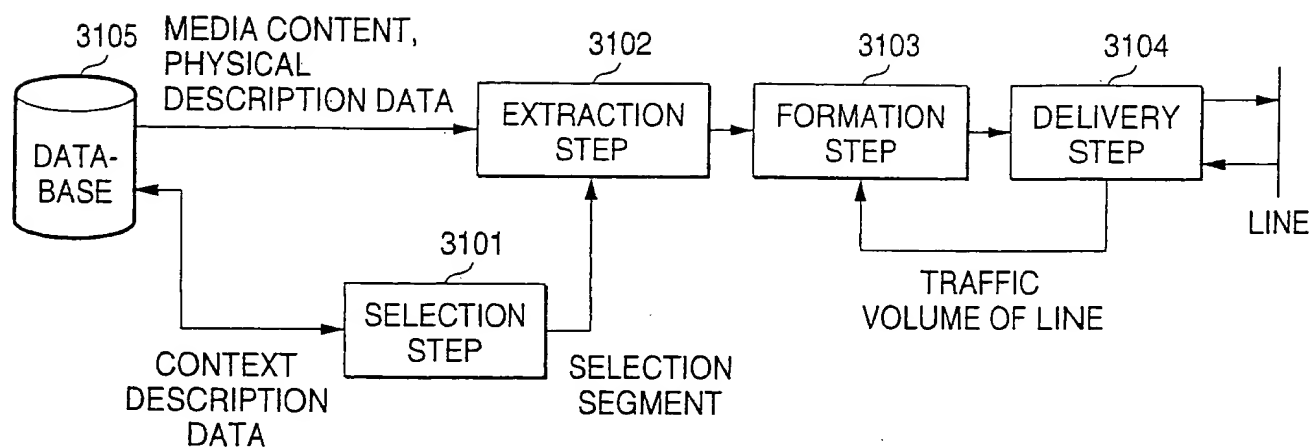 3105
MEDIA CONTENT,
PHYSICAL
DESCRIPTION DATA
3102
3103
3104
DATA-
BASE
EXTRACTION
STEP
FORMATION
STEP
DELIVERY
STEP
LINE
3101
SELECTION
STEP
TRAFFIC
VOLUME OF LINE
CONTEXT
DESCRIPTION
DATA
SELECTION
SEGMENT